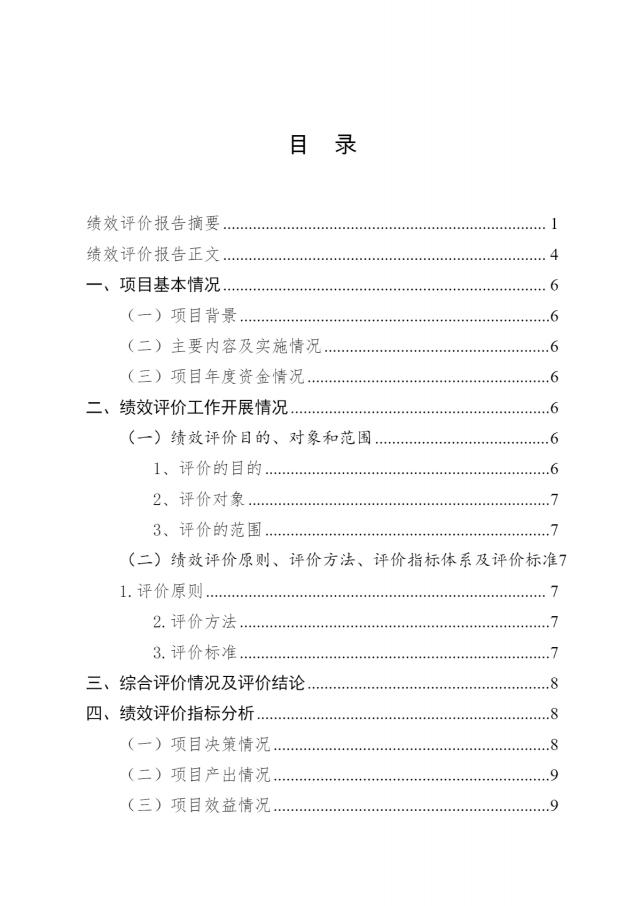 目 录
绩效评价报告摘要........................................................................ 1
绩效评价报告正文........................................................................ 4
一、项目基本情况........................................................................ 6
（一）项目背景........................................................................6
（二）主要内容及实施情况....................................................6
（三）项目年度资金情况........................................................6
二、绩效评价工作开展情况..........................................................6
（一）绩效评价目的、对象和范围........................................6
1、评价的目的................................................................6
2、评价对象....................................................................7
3、评价的范围................................................................7
（二）绩效评价原则、评价方法、评价指标体系及评价标准7
1.评价原则............................................................................ 7
2.评价方法......................................................................7
3.评价标准......................................................................7
三、综合评价情况及评价结论......................................................8
四、绩效评价指标分析..................................................................8
（一）项目决策情况................................................................8
（二）项目产出情况................................................................9
（三）项目效益情况................................................................9